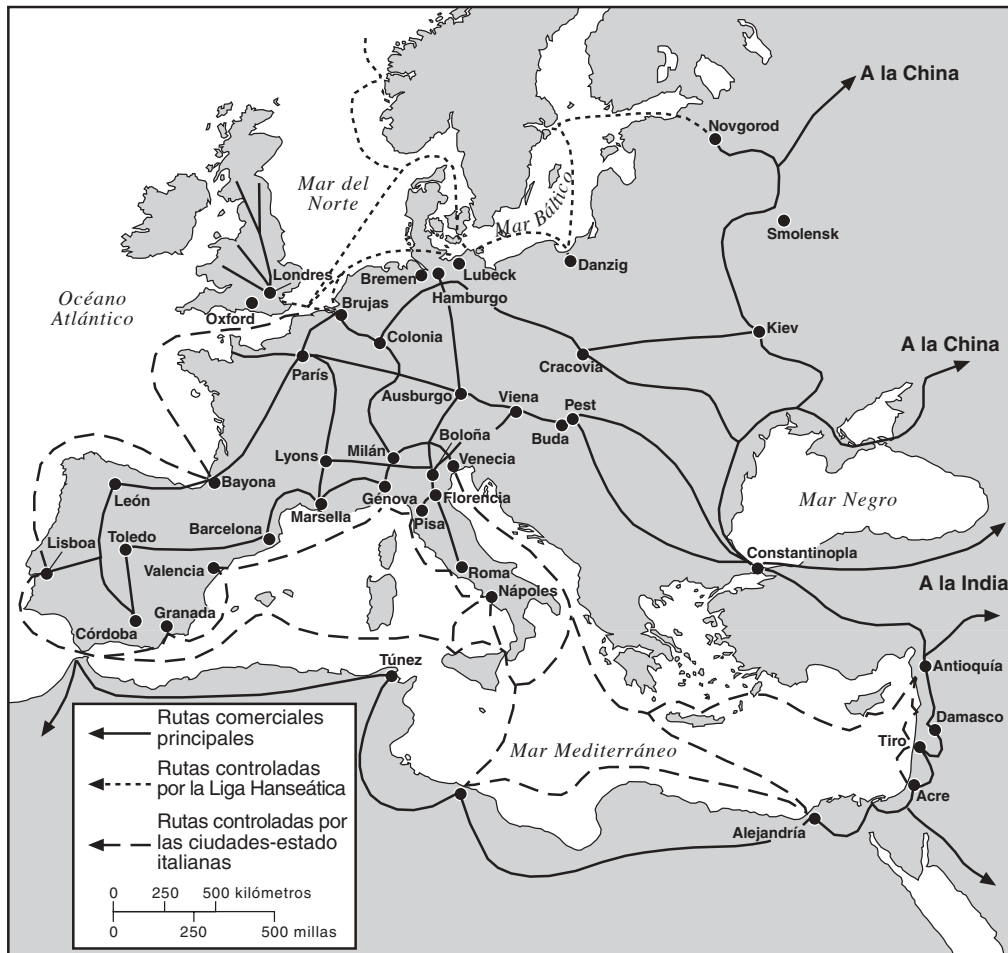 A la China
Novgorod
Mar del
Norte
Mar Báltico
Smolensk
Londres
Bremen
Lubeck
Danzig
Océano
Atlántico
Oxford
Brujas
Hamburgo
Kiev
Colonia
A la China
París
Cracovia
Ausburgo
Viena
Pest
Buda
Boloña
Lyons
Milán
Venecia
Bayona
León
Génova
Florencia
Mar Negro
Marsella
Pisa
Barcelona
Toledo
Lisboa
Constantinopla
Valencia
Roma
A la India
Nápoles
Granada
Córdoba
Túnez
Antioquía
Damasco
Tiro
Mar Mediterráneo
Acre
Alejandría
Rutas comerciales
principales
Rutas controladas
por la Liga Hanseática
Rutas controladas por
las ciudades-estado
italianas
0 250 500 kilómetros
0 250 500 millas